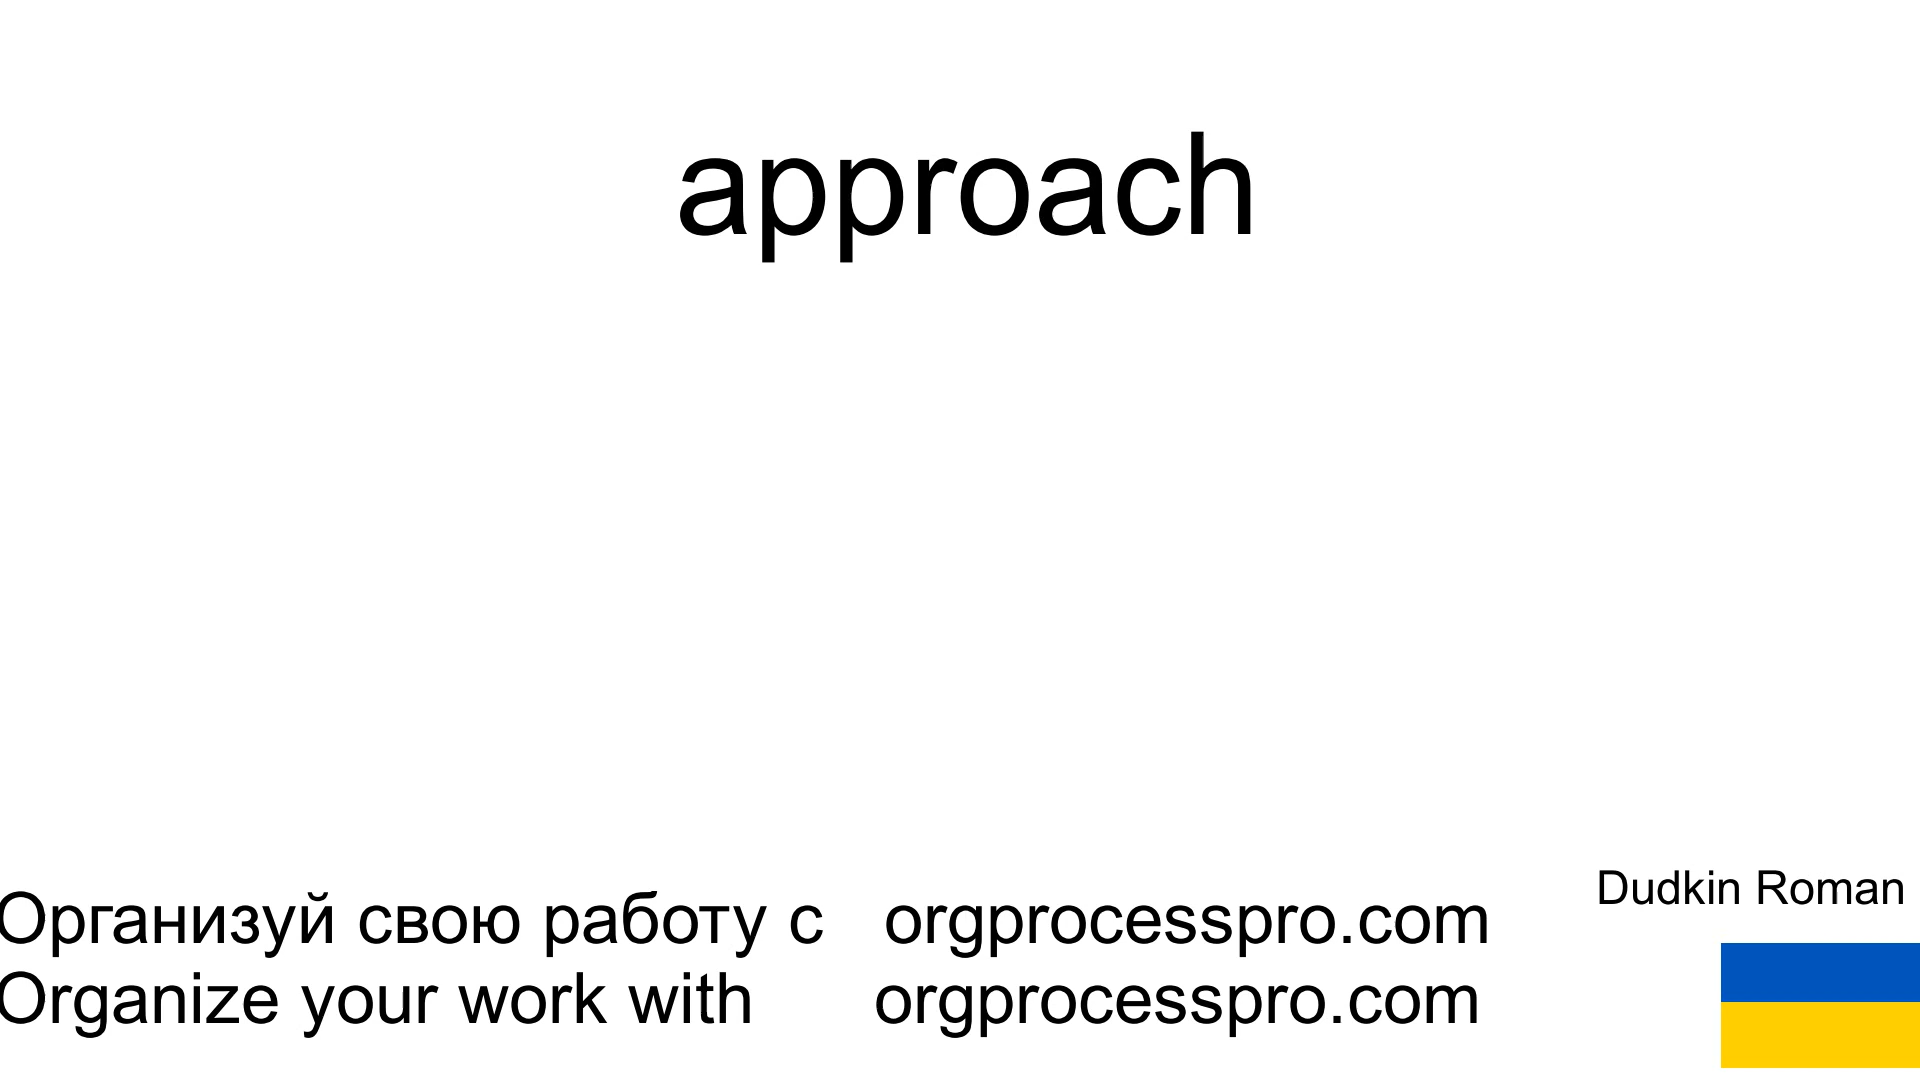 approach
Dudkin Roman
Организуй свою работу с orgprocesspro.com
Organize your work with orgprocesspro.com